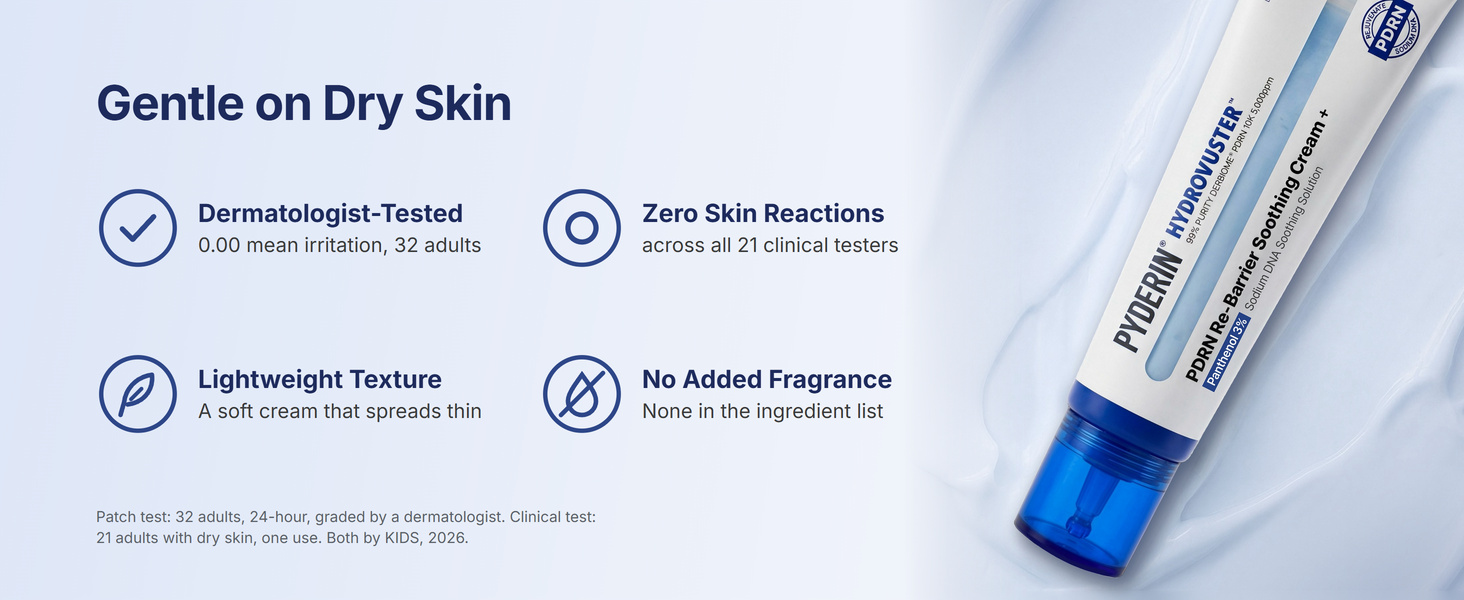 Gentle on Dry Skin
Dermatologist-Tested
0.00 mean irritation, 32 adults
Zero Skin Reactions
across all 21 clinical testers
Lightweight Texture
A soft cream that spreads thin
No Added Fragrance
None in the ingredient list
Patch test: 32 adults, 24-hour, graded by a dermatologist. Clinical test:
21 adults with dry skin, one use. Both by KIDS, 2026.
PYDERIN® HYDROVUSTER™
99% PURITY DERBIOME® PDRN 10K 5,000ppm
PDRN Re-Barrier Soothing Cream +
Panthenol 3% Sodium DNA Soothing Solution
REJUVENATE
PDRN
SODIUM DNA